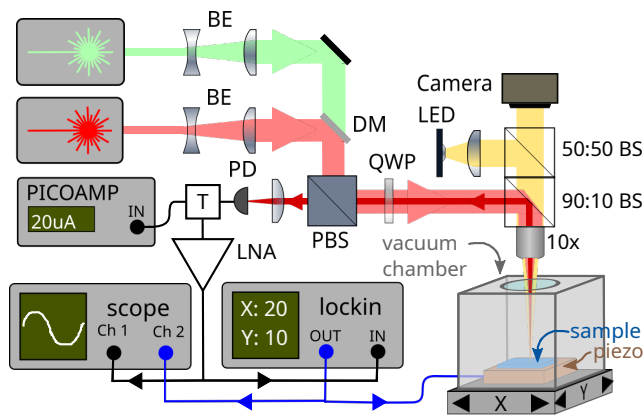 BE
Camera
LED
BE
DM
50:50 BS
PD
QWP
PICOAMP
20uA
IN
T
90:10 BS
PBS
10x
LNA
vacuum
chamber
scope
Ch 1
Ch 2
X: 20
Y: 10
lockin
OUT
IN
sample
piezo
X
Y